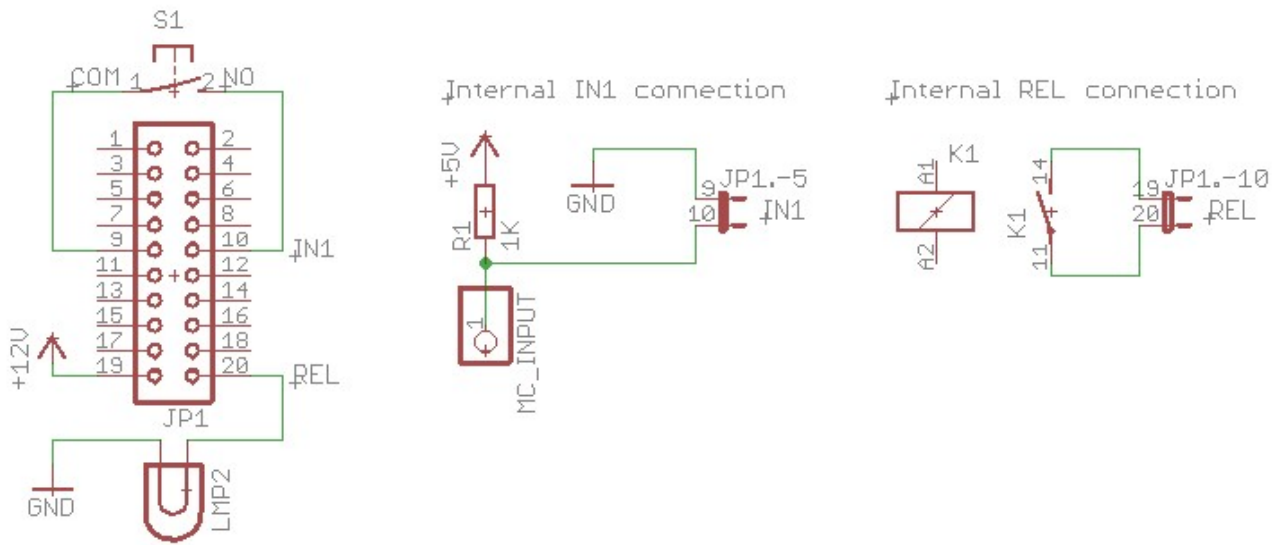 S1
COM 1 2 NO
1 2
3 4
5 6
7 8
9 10 IN1
11 12
13 14
15 16
17 18
19 20 REL
+12V
JP1
GND
LMP2
Internal IN1 connection
+5V
R1
1K
GND
9 JP1.-5
10 IN1
1
MC_INPUT
Internal REL connection
K1
A1
A2
K1
14
11
19 JP1.-10
20 REL